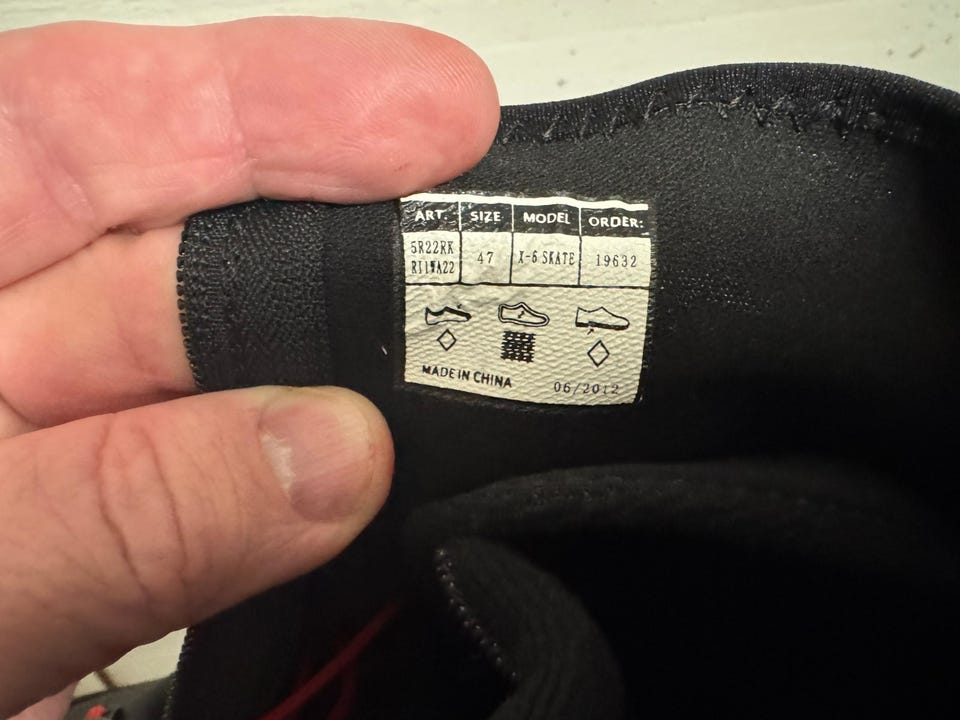 ART. SIZE MODEL ORDER:
5R22RK 47 X-6 SKATE 19632
MADE IN CHINA 06/2012